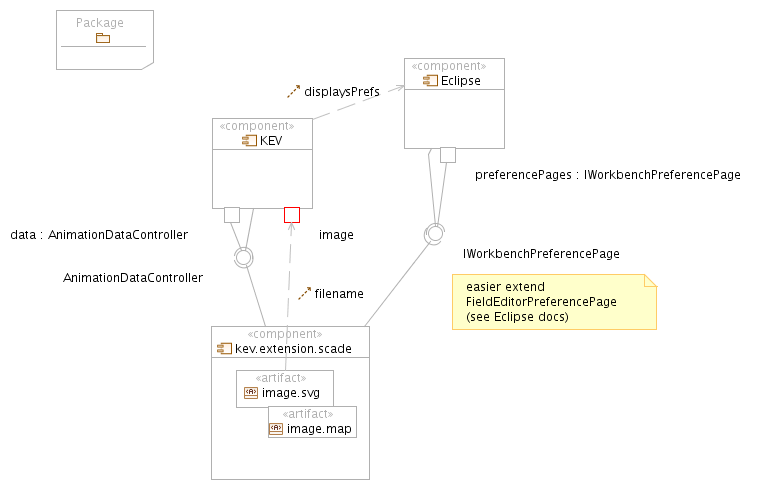 Package
«component»
Eclipse
displaysPrefs
«component»
KEV
preferencePages : IWorkbenchPreferencePage
data : AnimationDataController
image
IWorkbenchPreferencePage
AnimationDataController
easier extend
FieldEditorPreferencePage
(see Eclipse docs)
filename
«component»
kev.extension.scade
«artifact»
image.svg
«artifact»
image.map